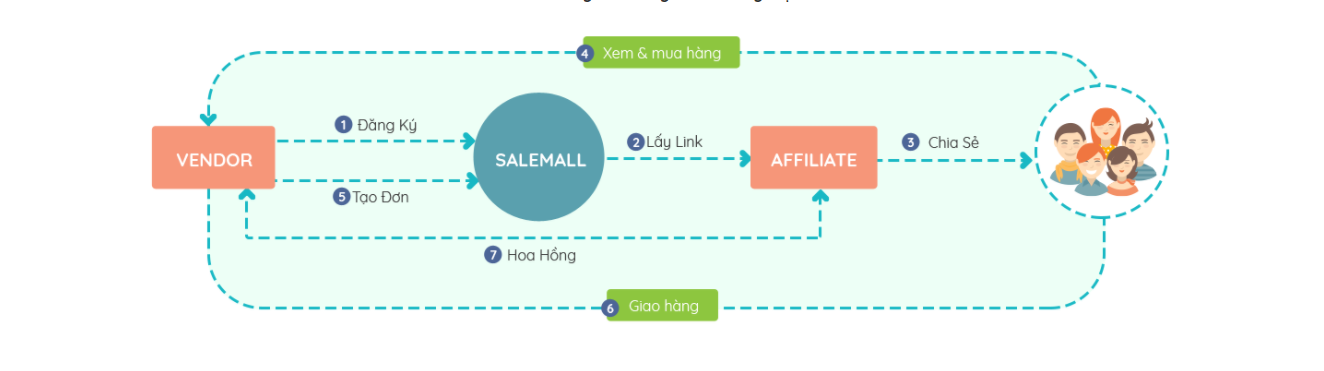 4 Xem & mua hàng
1 Đăng Ký
VENDOR
SALEMALL
2 Lấy Link
AFFILIATE
3 Chia Sẻ
5 Tạo Đơn
7 Hoa Hồng
6 Giao hàng